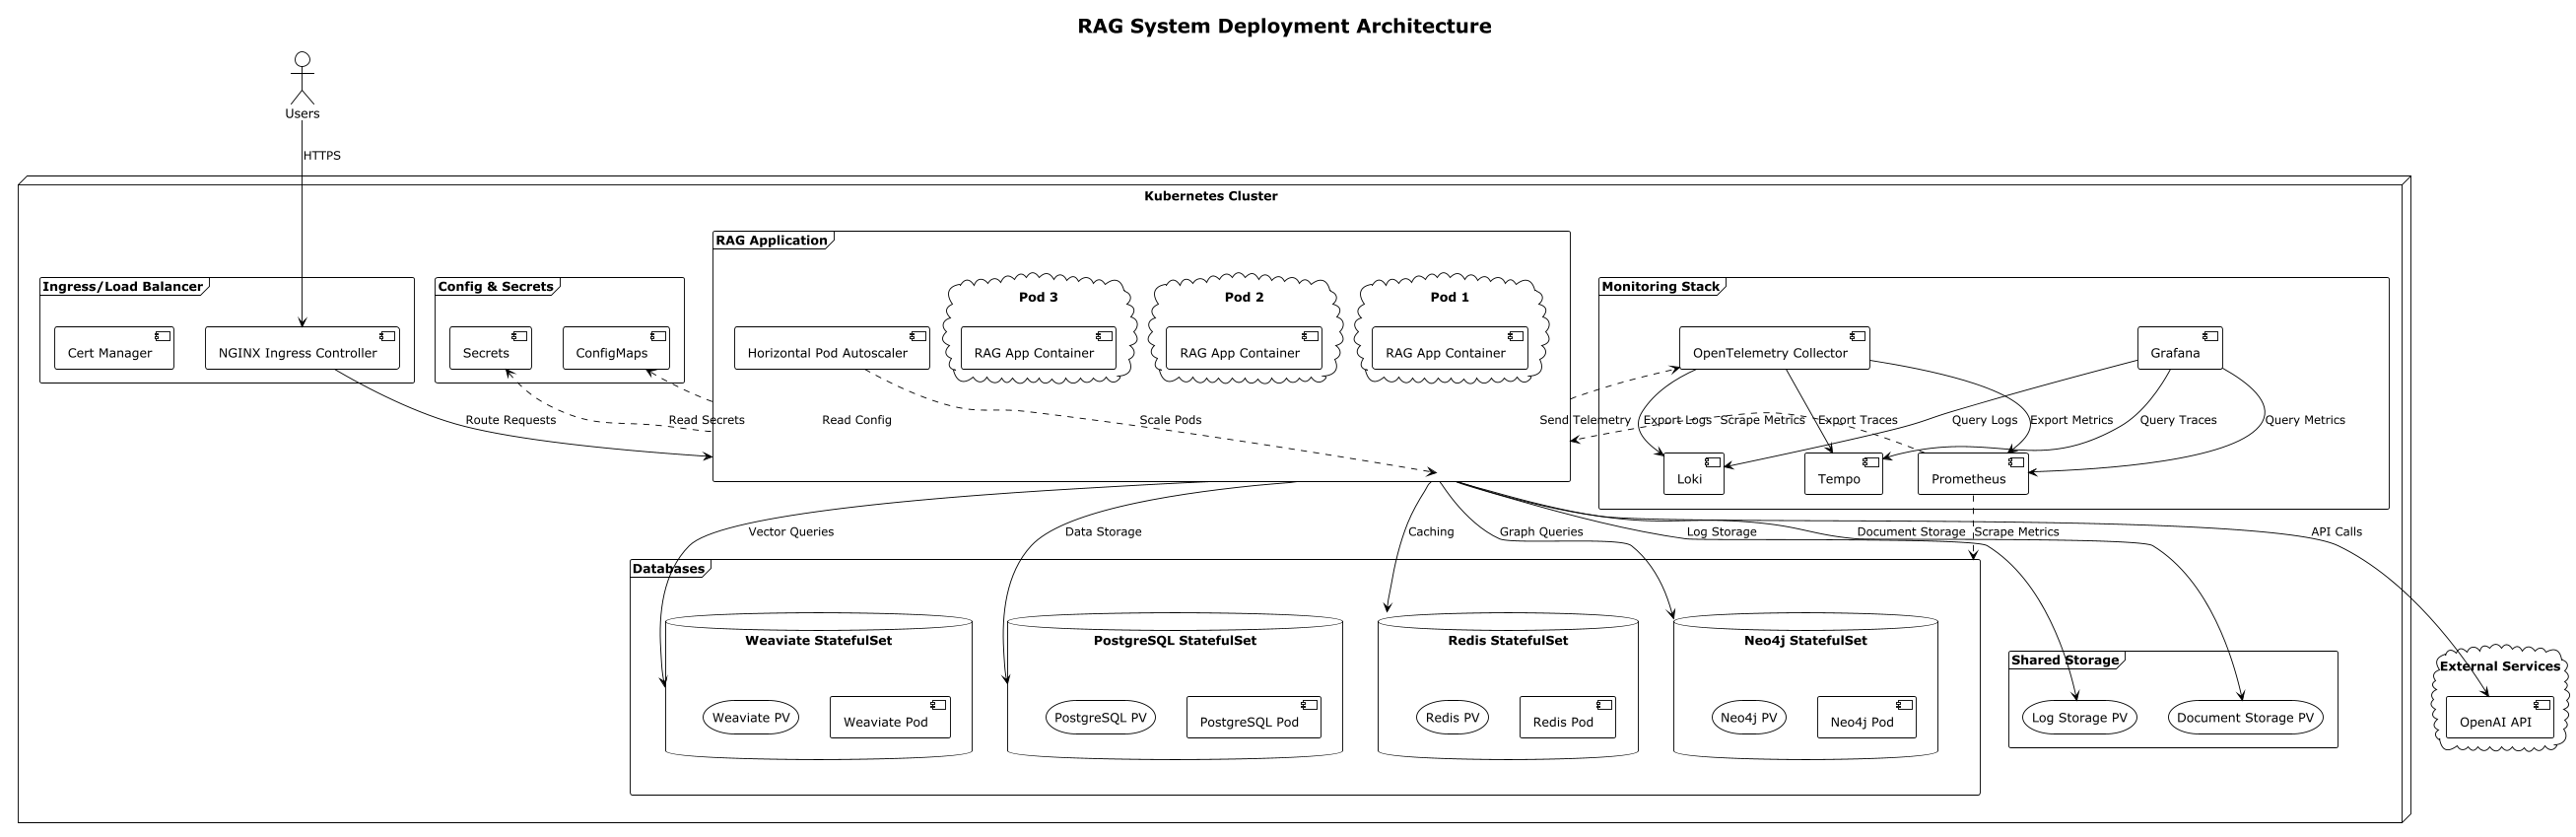 RAG System Deployment Architecture
Users
HTTPS
Kubernetes Cluster
RAG Application
Ingress/Load Balancer
Config & Secrets
Monitoring Stack
Pod 3
Pod 2
Pod 1
Cert Manager
NGINX Ingress Controller
Secrets
ConfigMaps
Horizontal Pod Autoscaler
RAG App Container
RAG App Container
RAG App Container
OpenTelemetry Collector
Grafana
Route Requests
Read Secrets
Read Config
Scale Pods
Send Telemetry
Export Logs
Scrape Metrics
Export Traces
Query Logs
Export Metrics
Query Traces
Query Metrics
Loki
Tempo
Prometheus
Vector Queries
Data Storage
Caching
Graph Queries
Log Storage
Document Storage
Scrape Metrics
API Calls
Databases
Weaviate StatefulSet
PostgreSQL StatefulSet
Redis StatefulSet
Neo4j StatefulSet
Shared Storage
External Services
Weaviate PV
Weaviate Pod
PostgreSQL PV
PostgreSQL Pod
Redis PV
Redis Pod
Neo4j PV
Neo4j Pod
Log Storage PV
Document Storage PV
OpenAI API